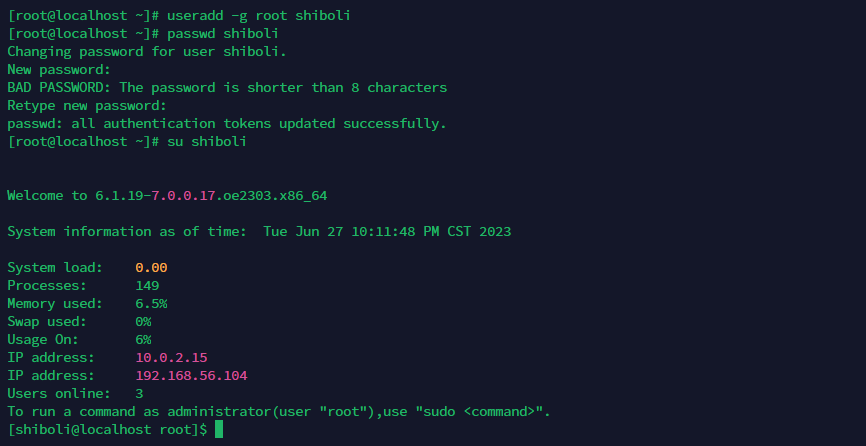 [root@localhost ~]# useradd -g root shiboli
[root@localhost ~]# passwd shiboli
Changing password for user shiboli.
New password:
BAD PASSWORD: The password is shorter than 8 characters
Retype new password:
passwd: all authentication tokens updated successfully.
[root@localhost ~]# su shiboli
Welcome to 6.1.19-7.0.0.17.oe2303.x86_64
System information as of time:  Tue Jun 27 10:11:48 PM CST 2023
System load:    0.00
Processes:      149
Memory used:    6.5%
Swap used:      0%
Usage On:       6%
IP address:     10.0.2.15
IP address:     192.168.56.104
Users online:   3
To run a command as administrator(user "root"),use "sudo <command>".
[shiboli@localhost root]$